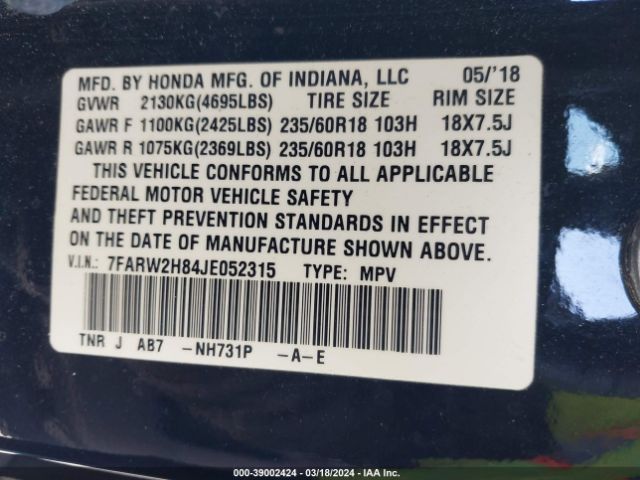 MFD. BY HONDA MFG. OF INDIANA, LLC 05/'18
GVWR 2130KG(4695LBS) TIRE SIZE RIM SIZE
GAWR F 1100KG(2425LBS) 235/60R18 103H 18X7.5J
GAWR R 1075KG(2369LBS) 235/60R18 103H 18X7.5J
THIS VEHICLE CONFORMS TO ALL APPLICABLE
FEDERAL MOTOR VEHICLE SAFETY
AND THEFT PREVENTION STANDARDS IN EFFECT
ON THE DATE OF MANUFACTURE SHOWN ABOVE.
V.I.N.: 7FARW2H84JE052315 TYPE: MPV
TNR J AB7 -NH731P -A-E
000-39002424 - 03/18/2024 - IAA Inc.